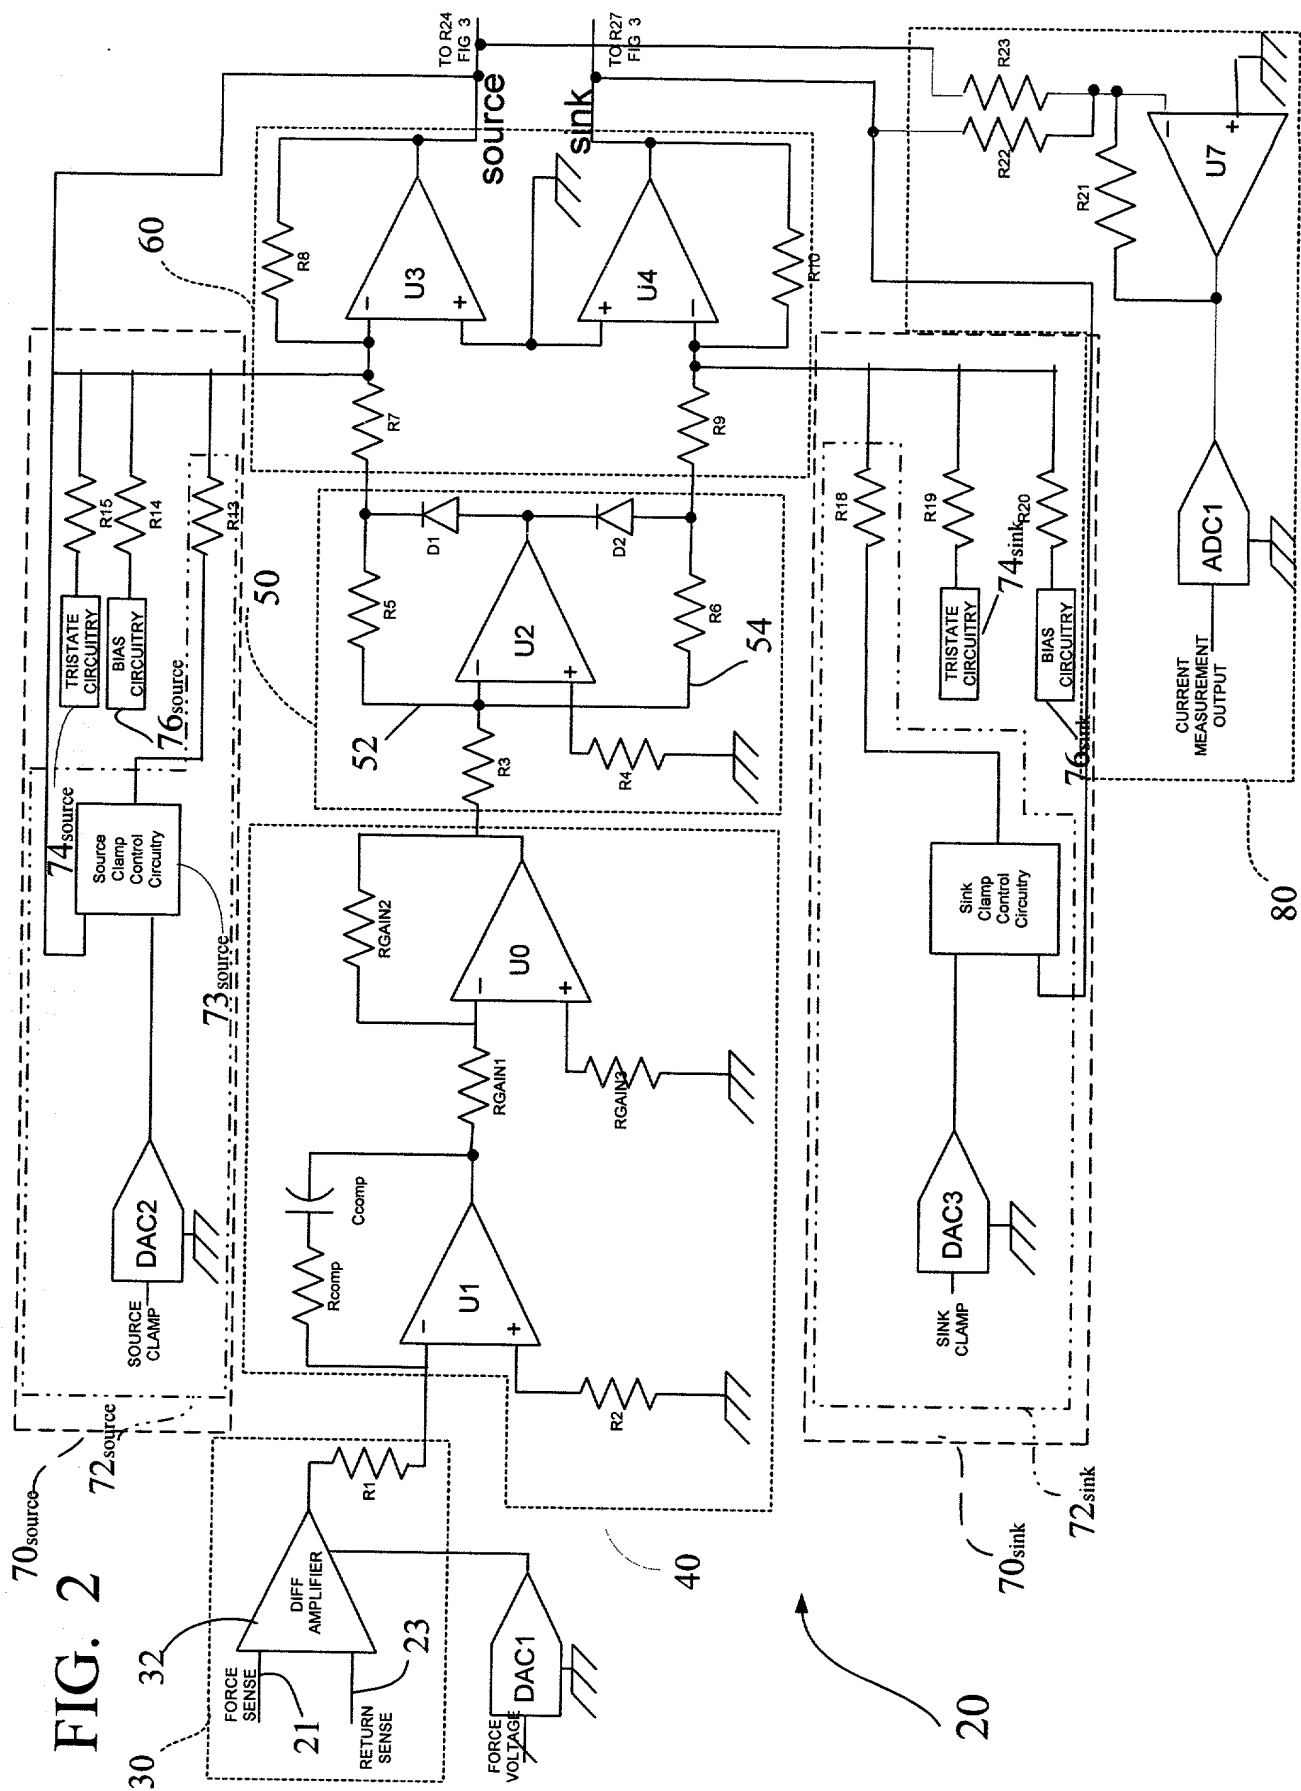 FIG. 2
20
30
32
FORCE
SENSE
21
RETURN
SENSE
23
DIFF
AMPLIFIER
R1
FORCE
VOLTAGE
DAC1
40
R2
U1
-
+
Rcomp
Ccomp
RGAIN1
RGAIN2
RGAIN3
U0
-
+
50
52
54
R3
R4
R5
R6
U2
-
+
D1
D2
60
R7
R8
R9
R10
U3
-
+
U4
+
-
source
sink
TO R24
FIG 3
TO R27
FIG 3
70source
72source
SOURCE
CLAMP
DAC2
73source
Source
Clamp
Control
Circuitry
74source
TRISTATE
CIRCUITRY
76source
BIAS
CIRCUITRY
R15
R14
R13
70sink
72sink
SINK
CLAMP
DAC3
Sink
Clamp
Control
Circuitry
74sink
TRISTATE
CIRCUITRY
76sink
BIAS
CIRCUITRY
R18
R19
R20
80
CURRENT
MEASUREMENT
OUTPUT
ADC1
R21
R22
R23
U7
-
+